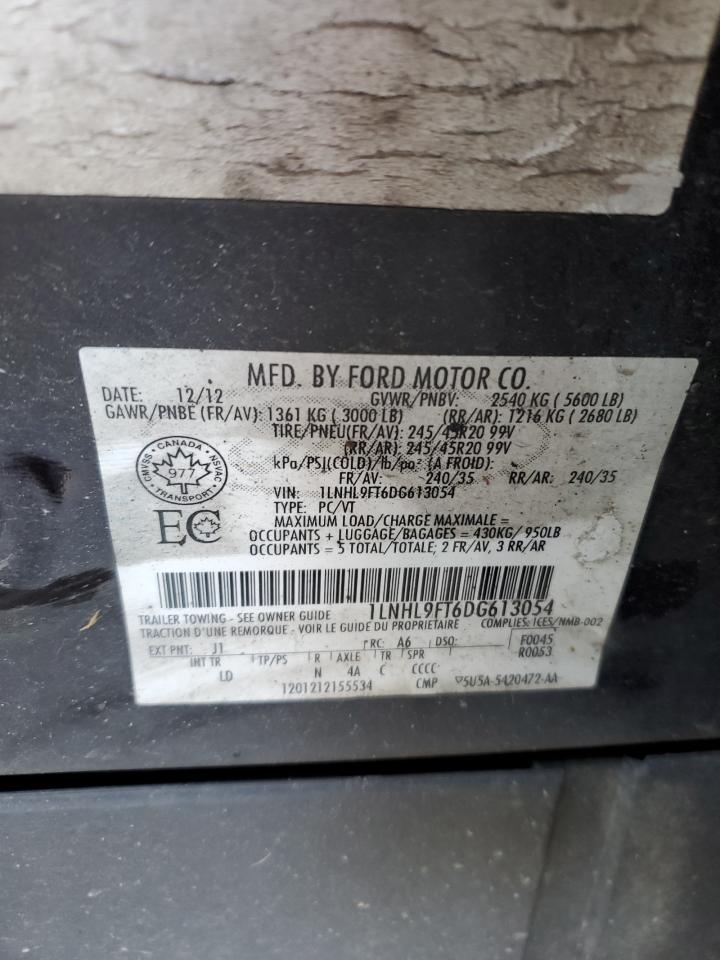 MFD. BY FORD MOTOR CO.
DATE: 12/12 GVWR/PNBV: 2540 KG ( 5600 LB)
GAWR/PNBE (FR/AV): 1361 KG ( 3000 LB) (RR/AR): 1216 KG ( 2680 LB)
TIRE/PNEU(FR/AV): 245/45R20 99V
(RR/AR): 245/45R20 99V
kPa/PSI(COLD)/lb/po² (A FROID):
FR/AV: 240/35 RR/AR: 240/35
CANADA
CMVSS 977 NSVAC
TRANSPORT
VIN: 1LNHL9FT6DG613054
TYPE: PC/VT
EC
MAXIMUM LOAD/CHARGE MAXIMALE =
OCCUPANTS + LUGGAGE/BAGAGES = 430KG/ 950LB
OCCUPANTS = 5 TOTAL/TOTALE; 2 FR/AV, 3 RR/AR
1LNHL9FT6DG613054
TRAILER TOWING - SEE OWNER GUIDE COMPLIES: ICES/NMB-002
TRACTION D'UNE REMORQUE - VOIR LE GUIDE DU PROPRIETAIRE
EXT PNT: J1 RC: A6 DSO: F0045
R0053
INT TR TP/PS R AXLE TR SPR
LD N 4A C CCCC
1201212155534 CMP ▽5U5A-5420472-AA